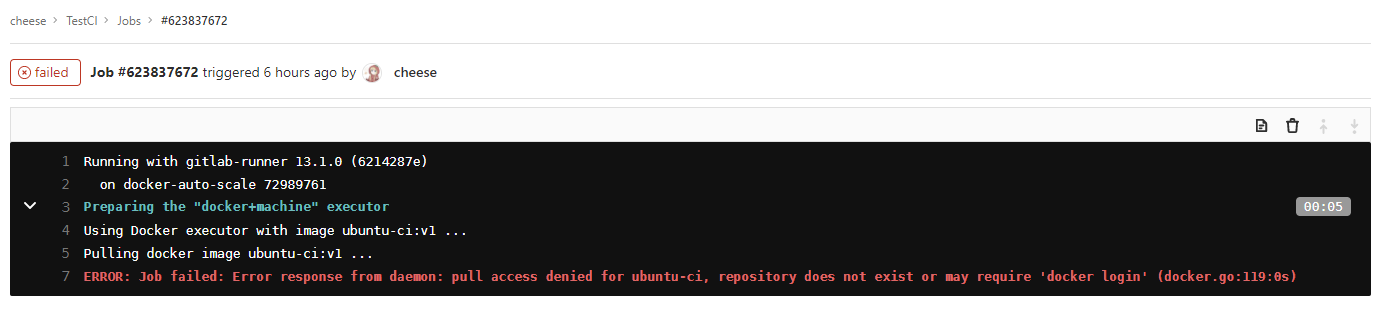 cheese > TestCI > Jobs > #623837672
failed Job #623837672 triggered 6 hours ago by cheese
1 Running with gitlab-runner 13.1.0 (6214287e)
2 on docker-auto-scale 72989761
3 Preparing the "docker+machine" executor 00:05
4 Using Docker executor with image ubuntu-ci:v1 ...
5 Pulling docker image ubuntu-ci:v1 ...
7 ERROR: Job failed: Error response from daemon: pull access denied for ubuntu-ci, repository does not exist or may require 'docker login' (docker.go:119:0s)